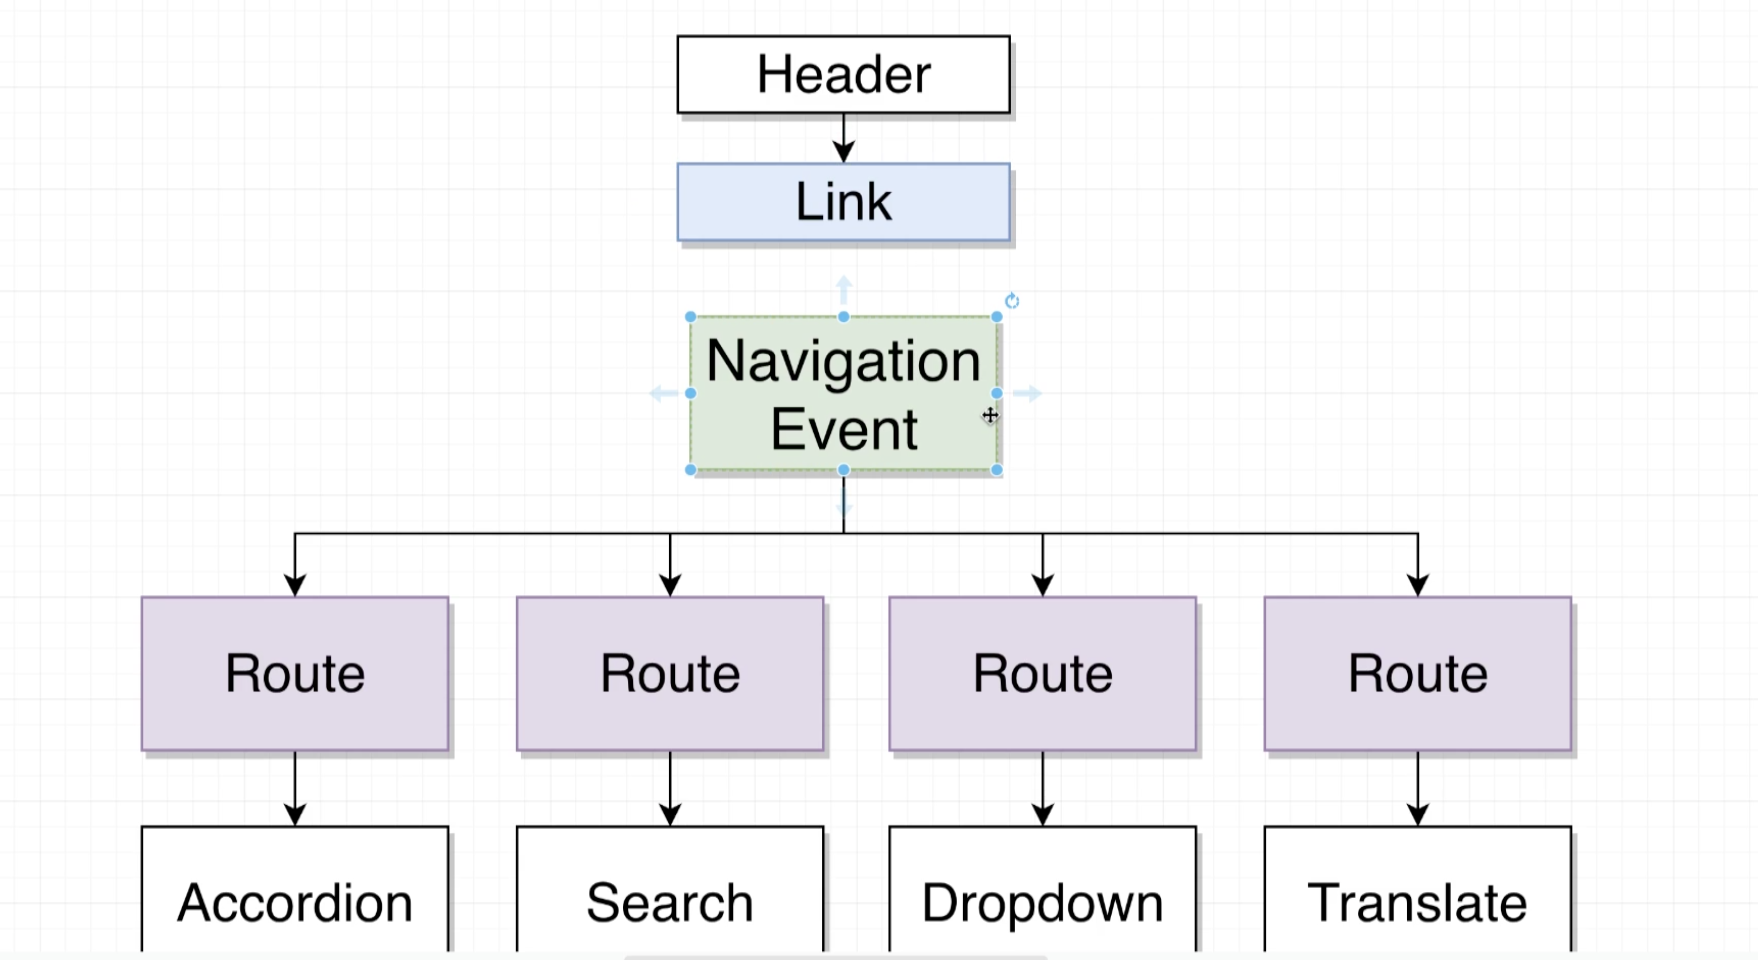 Header
Link
Navigation
Event
Route
Route
Route
Route
Accordion
Search
Dropdown
Translate